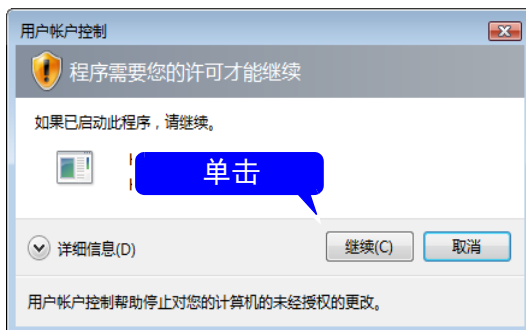 用户帐户控制
程序需要您的许可才能继续
如果已启动此程序，请继续。
单击
详细信息(D)
继续(C)
取消
用户帐户控制帮助停止对您的计算机的未经授权的更改。